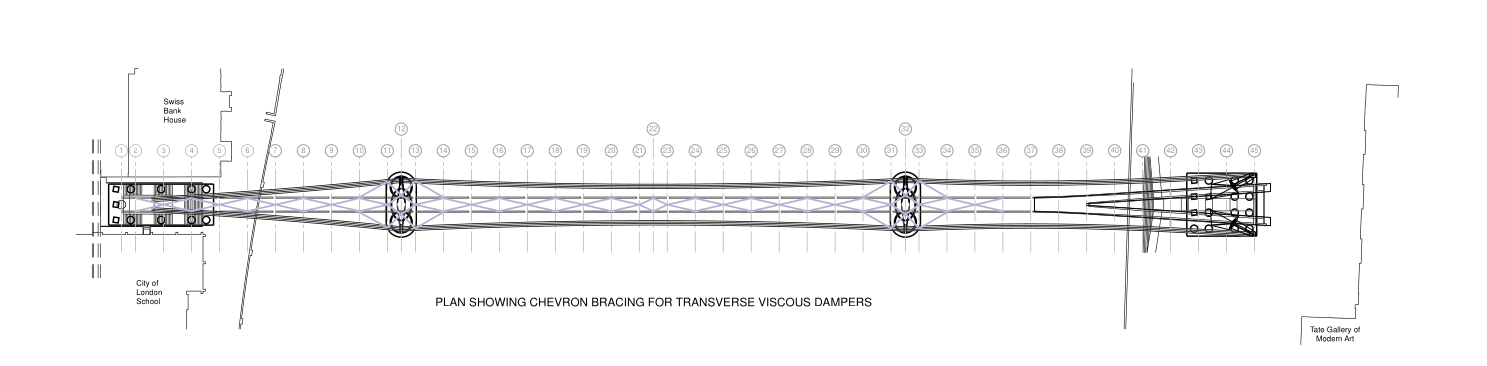 Swiss
Bank
House
12
22
32
1 2 3 4 5 6 7 8 9 10 11 13 14 15 16 17 18 19 20 21 23 24 25 26 27 28 29 30 31 33 34 35 36 37 38 39 40 41 42 43 44 45
City of
London
School
PLAN SHOWING CHEVRON BRACING FOR TRANSVERSE VISCOUS DAMPERS
Tate Gallery of
Modern Art